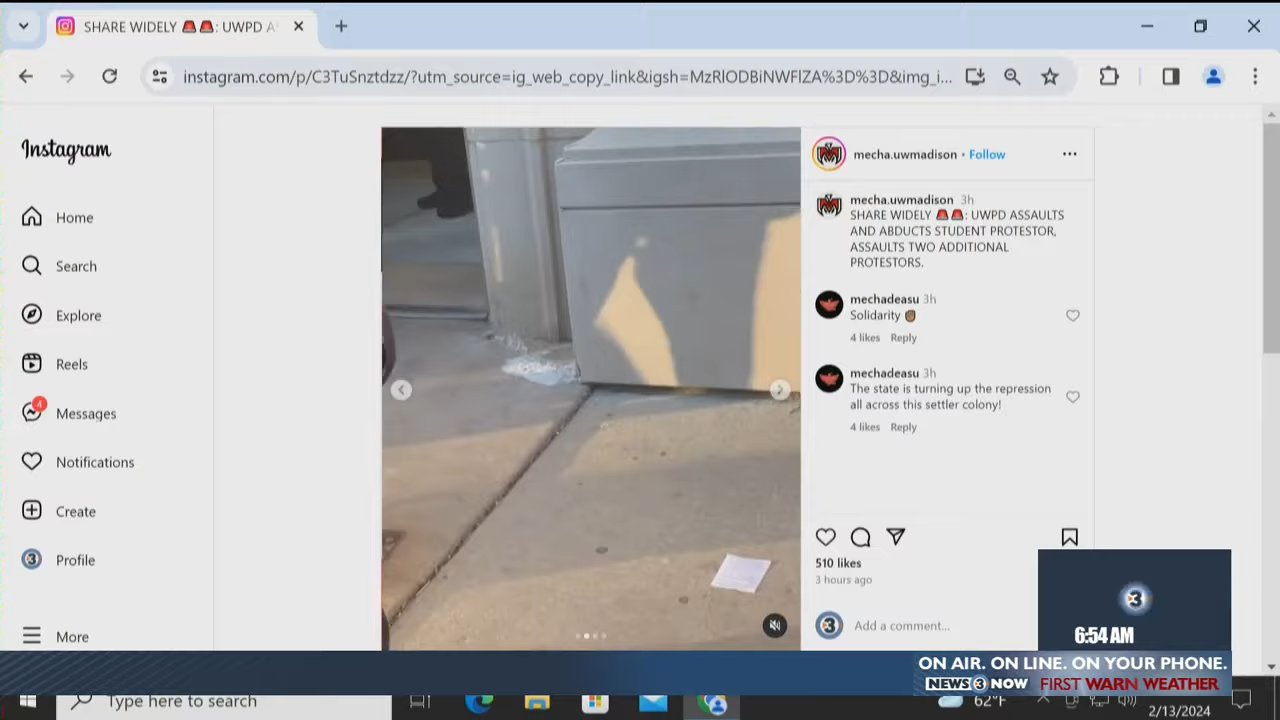 SHARE WIDELY 🚨🚨: UWPD A
instagram.com/p/C3TuSnztdzz/?utm_source=ig_web_copy_link&igsh=MzRlODBiNWFlZA%3D%3D&img_i...
Instagram
Home
Search
Explore
Reels
4
Messages
Notifications
Create
3
Profile
More
mecha.uwmadison • Follow
mecha.uwmadison 3h
SHARE WIDELY 🚨🚨: UWPD ASSAULTS
AND ABDUCTS STUDENT PROTESTOR,
ASSAULTS TWO ADDITIONAL
PROTESTORS.
mechadeasu 3h
Solidarity ✊🏾
4 likes Reply
mechadeasu 3h
The state is turning up the repression
all across this settler colony!
4 likes Reply
510 likes
3 hours ago
3
Add a comment...
3
6:54 AM
ON AIR. ON LINE. ON YOUR PHONE.
NEWS 3 NOW FIRST WARN WEATHER
Type here to search
62°F
2/13/2024